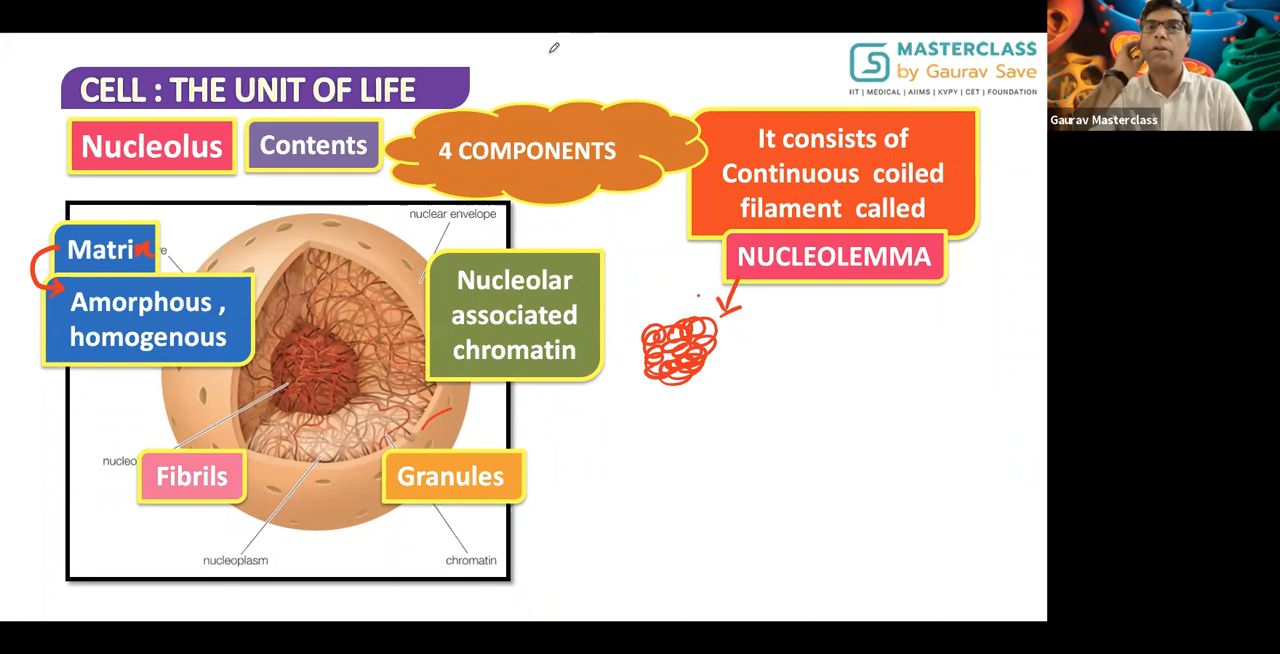 MASTERCLASS
by Gaurav Save
IIT | MEDICAL | AIIMS | KVPY | CET | FOUNDATION
Gaurav Masterclass
CELL : THE UNIT OF LIFE
Nucleolus
Contents
4 COMPONENTS
It consists of
Continuous coiled
filament called
NUCLEOLEMMA
nuclear envelope
Matrix
re
Amorphous ,
homogenous
Nucleolar
associated
chromatin
nucleo
Fibrils
Granules
nucleoplasm
chromatin